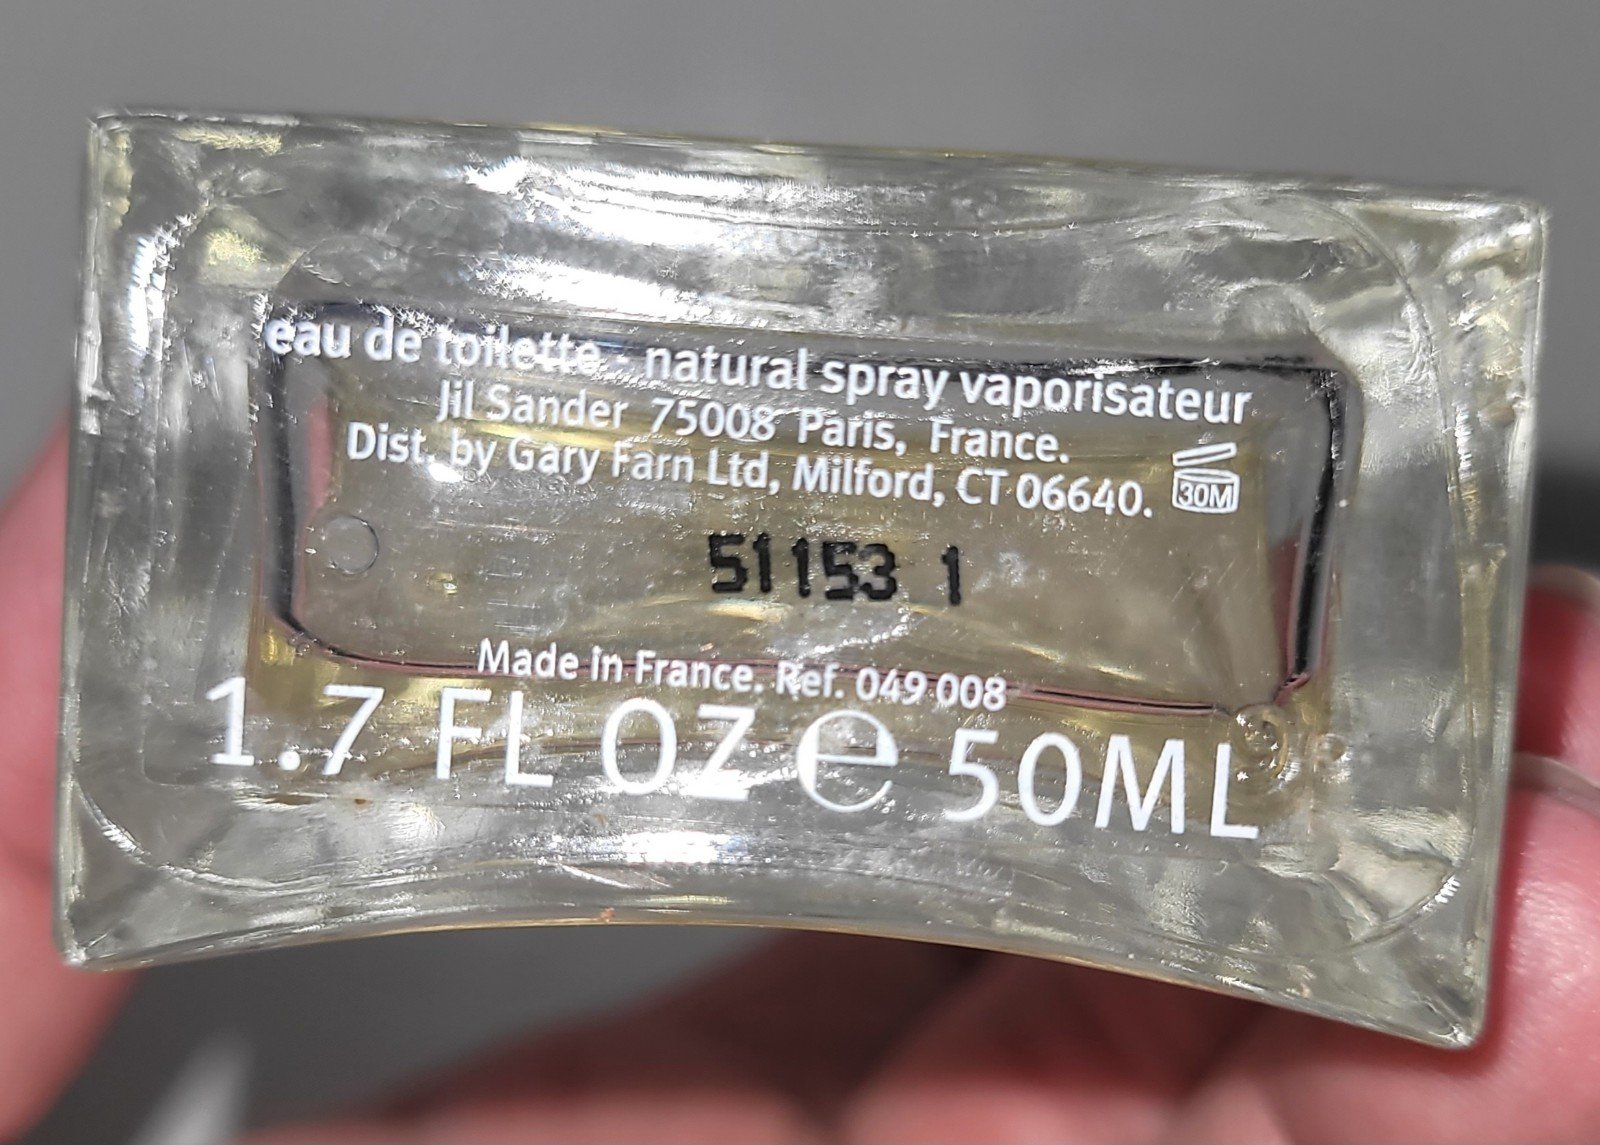 eau de toilette - natural spray vaporisateur
Jil Sander 75008 Paris, France.
Dist. by Gary Farn Ltd, Milford, CT 06640.
30M
51153 1
Made in France. Ref. 049 008
1.7 FL OZ e 50ML